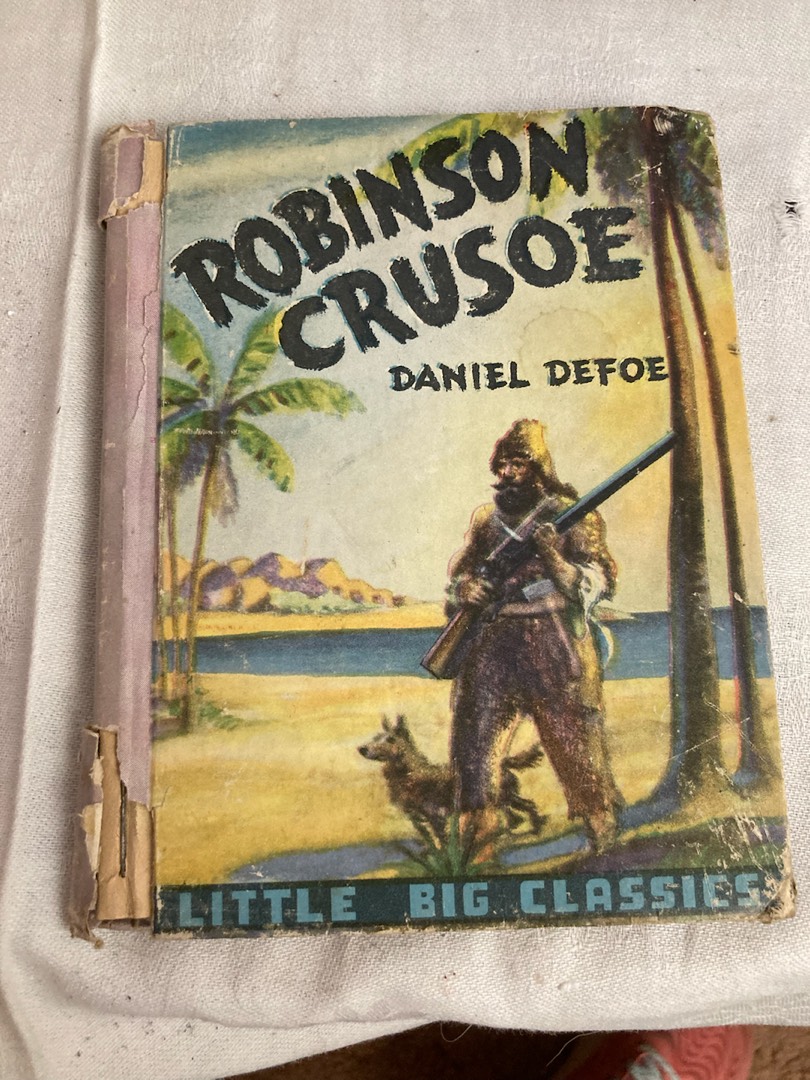 ROBINSON
CRUSOE
DANIEL DEFOE
LITTLE BIG CLASSICS